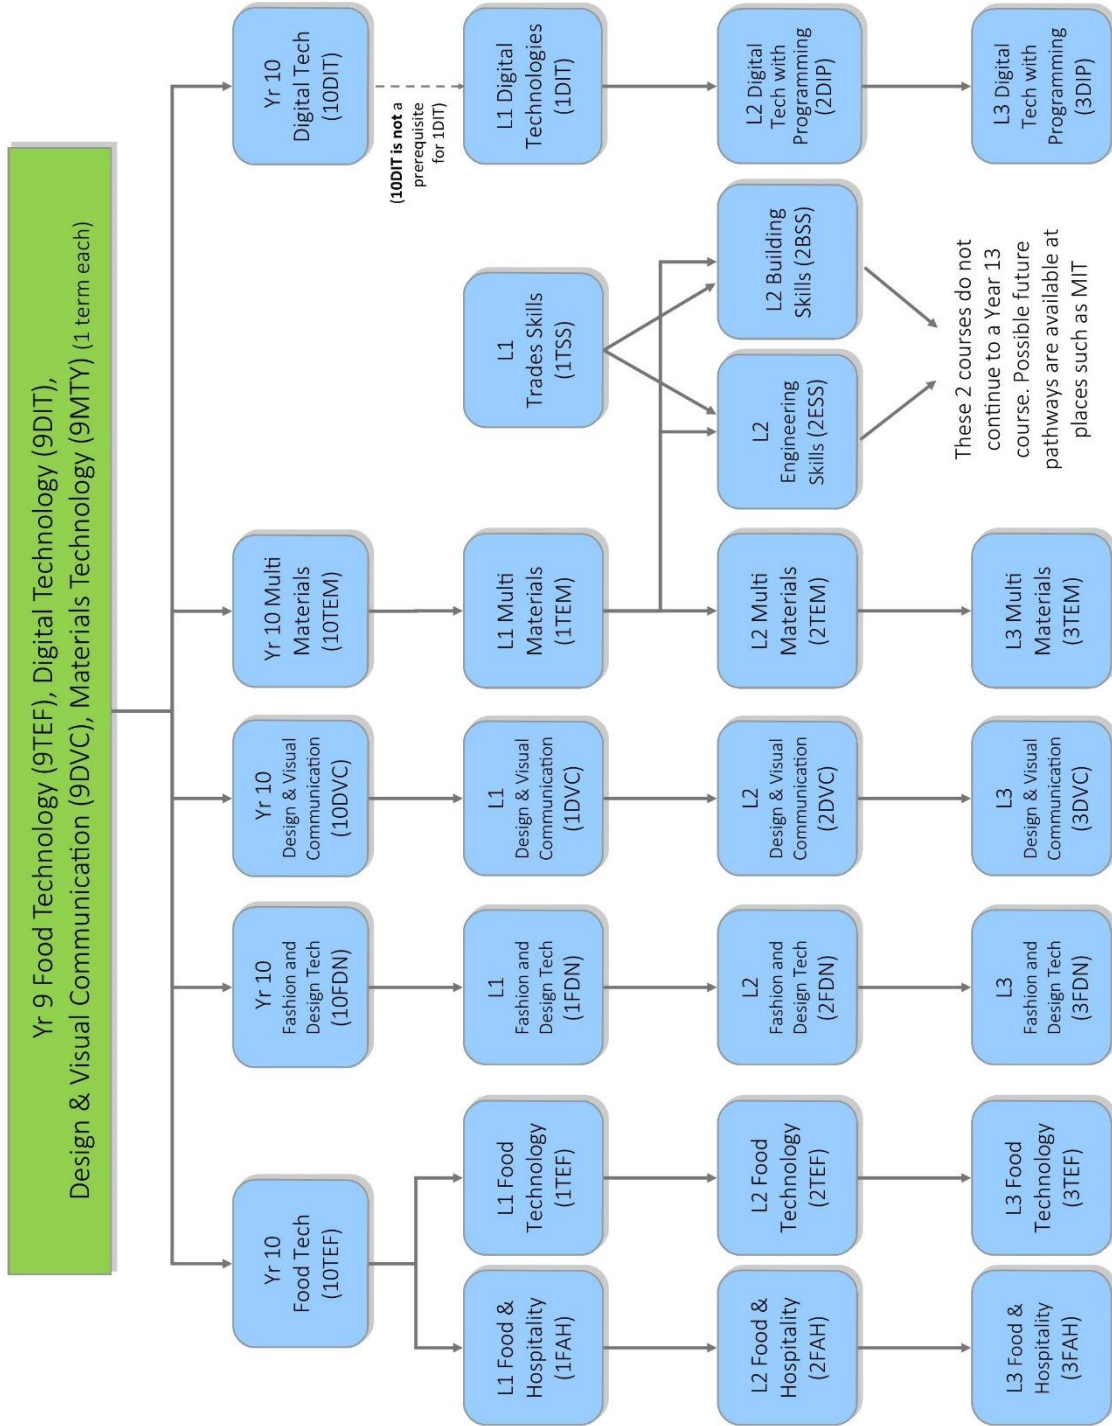 Yr 9 Food Technology (9TEF), Digital Technology (9DIT),
Design & Visual Communication (9DVC), Materials Technology (9MTY) (1 term each)
Yr 10
Food Tech
(10TEF)
Yr 10
Fashion and
Design Tech
(10FDN)
Yr 10
Design & Visual
Communication
(10DVC)
Yr 10 Multi
Materials
(10TEM)
Yr 10
Digital Tech
(10DIT)
(10DIT is not a
prerequisite
for 1DIT)
L1 Food &
Hospitality
(1FAH)
L1 Food
Technology
(1TEF)
L1
Fashion and
Design Tech
(1FDN)
L1
Design & Visual
Communication
(1DVC)
L1 Multi
Materials
(1TEM)
L1
Trades Skills
(1TSS)
L1 Digital
Technologies
(1DIT)
L2 Food &
Hospitality
(2FAH)
L2 Food
Technology
(2TEF)
L2
Fashion and
Design Tech
(2FDN)
L2
Design & Visual
Communication
(2DVC)
L2 Multi
Materials
(2TEM)
L2
Engineering
Skills (2ESS)
L2 Building
Skills (2BSS)
L2 Digital
Tech with
Programming
(2DIP)
L3 Food &
Hospitality
(3FAH)
L3 Food
Technology
(3TEF)
L3
Fashion and
Design Tech
(3FDN)
L3
Design & Visual
Communication
(3DVC)
L3 Multi
Materials
(3TEM)
These 2 courses do not
continue to a Year 13
course. Possible future
pathways are available at
places such as MIT
L3 Digital
Tech with
Programming
(3DIP)